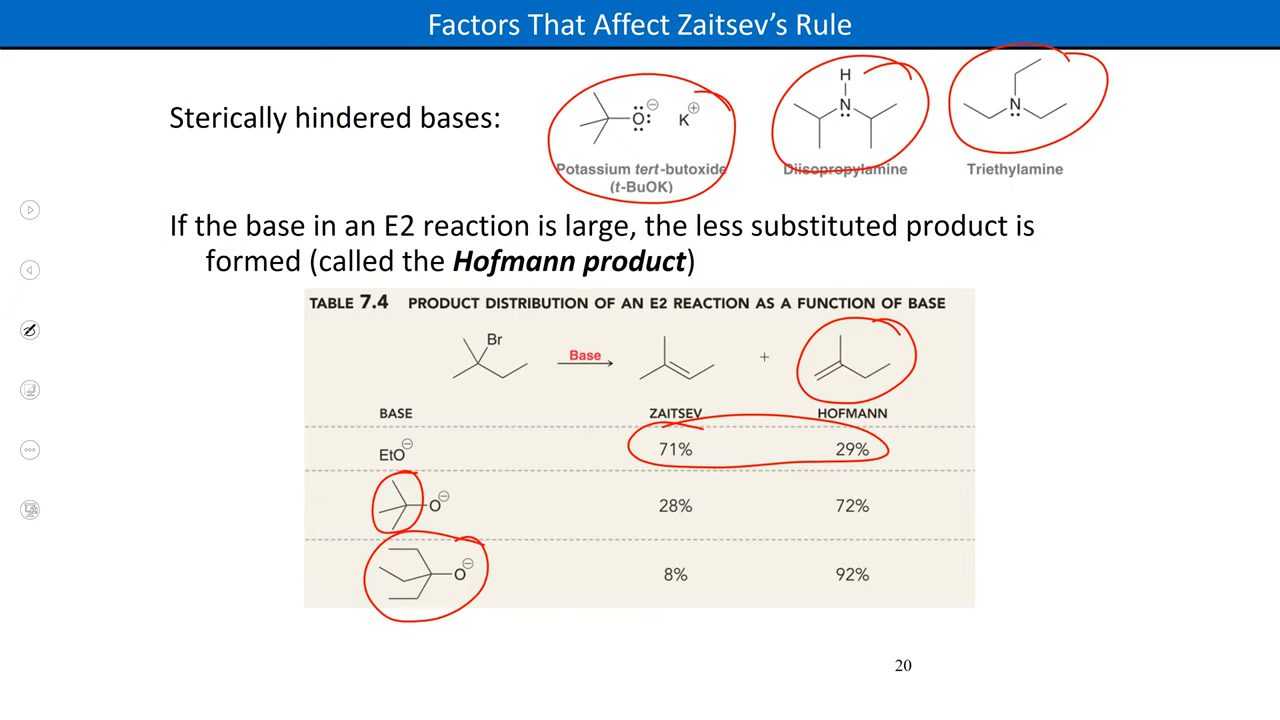 Factors That Affect Zaitsev's Rule
Sterically hindered bases:
O ⊖ K ⊕
Potassium tert-butoxide
(t-BuOK)
H
N
Diisopropylamine
N
Triethylamine
If the base in an E2 reaction is large, the less substituted product is
formed (called the Hofmann product)
TABLE 7.4 PRODUCT DISTRIBUTION OF AN E2 REACTION AS A FUNCTION OF BASE
Br
Base
+
BASE ZAITSEV HOFMANN
EtO ⊖ 71% 29%
O ⊖ 28% 72%
O ⊖ 8% 92%
20